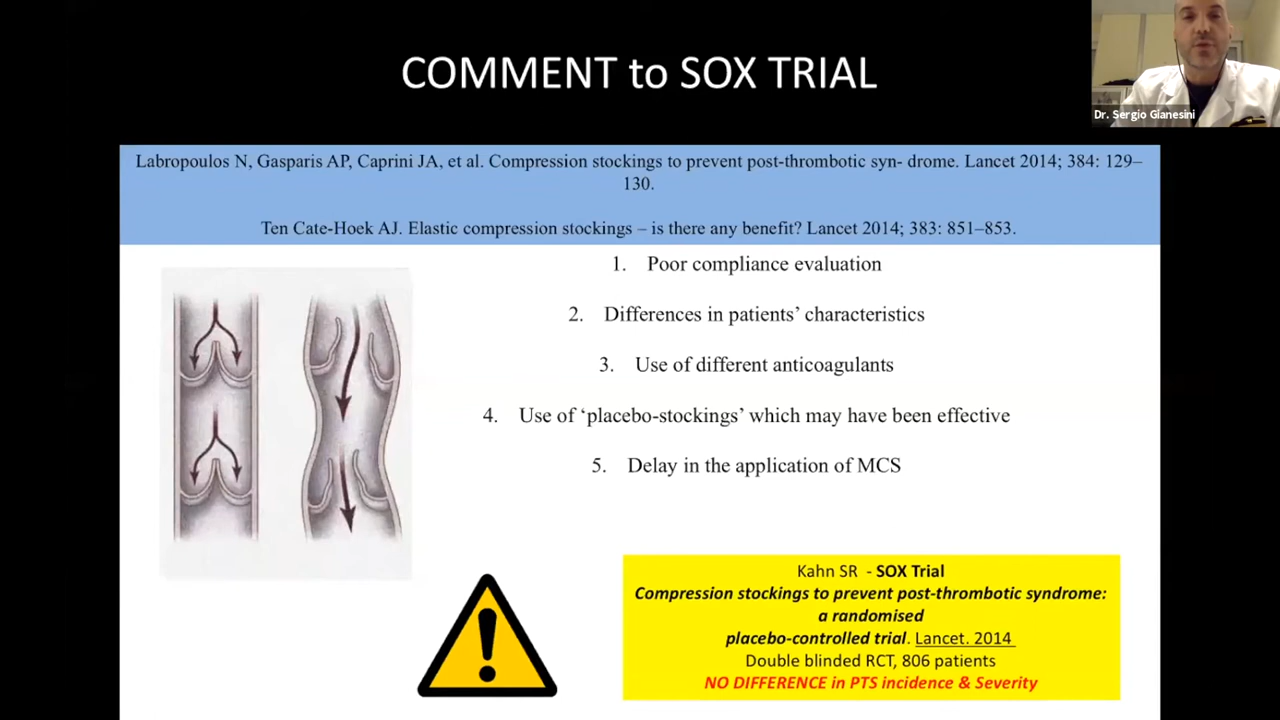 COMMENT to SOX TRIAL
Dr. Sergio Gianesini
Labropoulos N, Gasparis AP, Caprini JA, et al. Compression stockings to prevent post-thrombotic syn- drome. Lancet 2014; 384: 129–
130.
Ten Cate-Hoek AJ. Elastic compression stockings – is there any benefit? Lancet 2014; 383: 851–853.
1. Poor compliance evaluation
2. Differences in patients’ characteristics
3. Use of different anticoagulants
4. Use of ‘placebo-stockings’ which may have been effective
5. Delay in the application of MCS
Kahn SR - SOX Trial
Compression stockings to prevent post-thrombotic syndrome:
a randomised
placebo-controlled trial. Lancet. 2014
Double blinded RCT, 806 patients
NO DIFFERENCE in PTS incidence & Severity